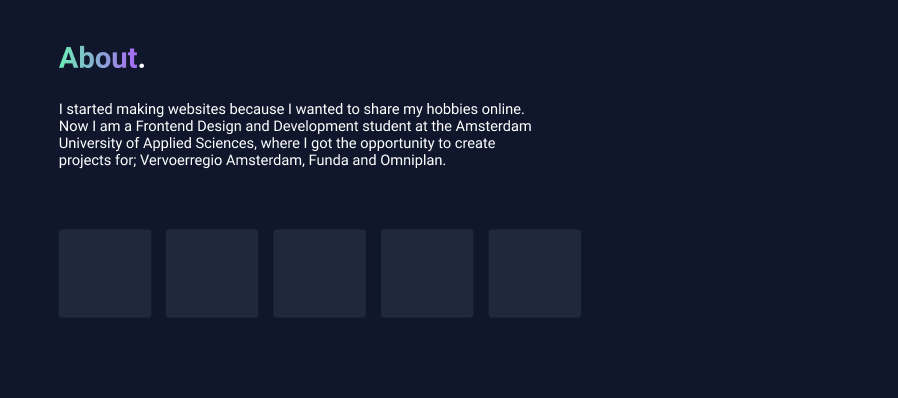 About.
I started making websites because I wanted to share my hobbies online.
Now I am a Frontend Design and Development student at the Amsterdam
University of Applied Sciences, where I got the opportunity to create
projects for; Vervoerregio Amsterdam, Funda and Omniplan.